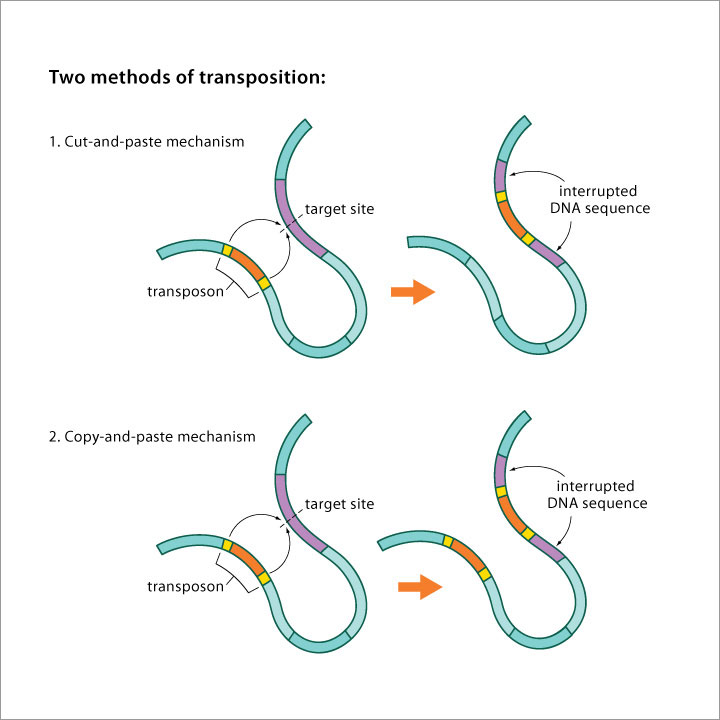 Two methods of transposition:
1. Cut-and-paste mechanism
target site
transposon
interrupted
DNA sequence
2. Copy-and-paste mechanism
target site
transposon
interrupted
DNA sequence